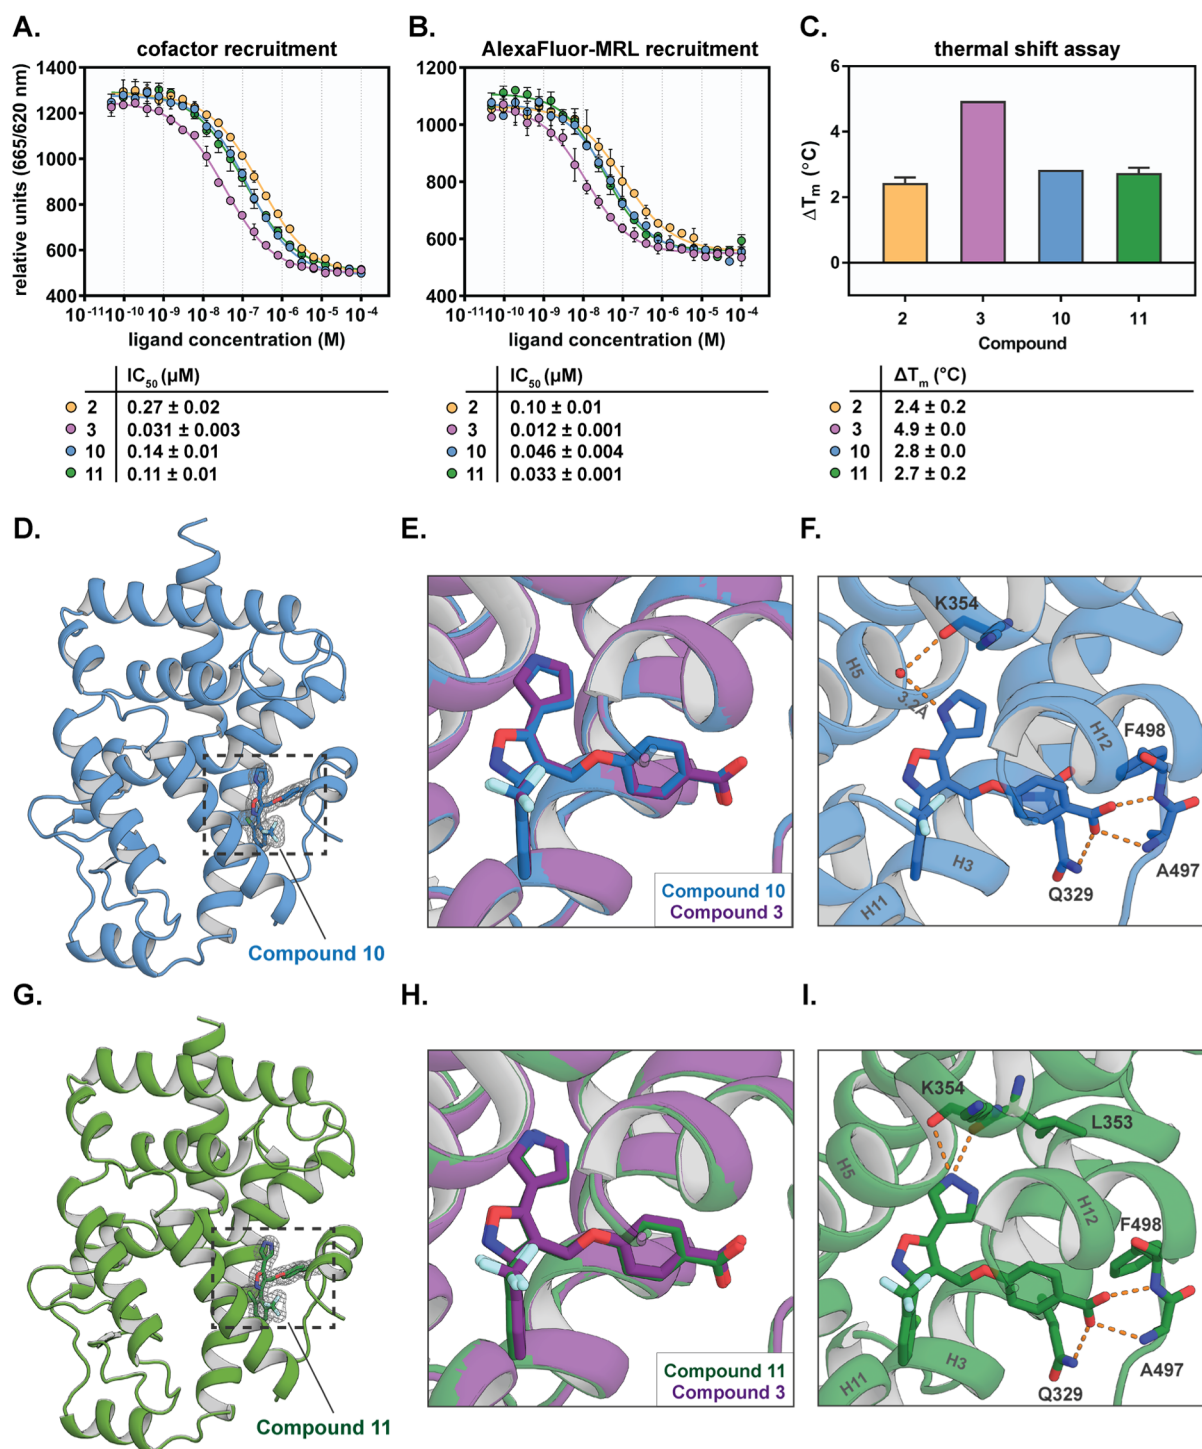 A.
cofactor recruitment
relative units (665/620 nm)
1400
1200
1000
800
600
400
10⁻¹¹ 10⁻¹⁰ 10⁻⁹ 10⁻⁸ 10⁻⁷ 10⁻⁶ 10⁻⁵ 10⁻⁴
ligand concentration (M)
IC₅₀ (µM)
2 0.27 ± 0.02
3 0.031 ± 0.003
10 0.14 ± 0.01
11 0.11 ± 0.01
B.
AlexaFluor-MRL recruitment
1200
1000
800
600
400
10⁻¹¹ 10⁻¹⁰ 10⁻⁹ 10⁻⁸ 10⁻⁷ 10⁻⁶ 10⁻⁵ 10⁻⁴
ligand concentration (M)
IC₅₀ (µM)
2 0.10 ± 0.01
3 0.012 ± 0.001
10 0.046 ± 0.004
11 0.033 ± 0.001
C.
thermal shift assay
ΔTₘ (°C)
6
4
2
0
2 3 10 11
Compound
ΔTₘ (°C)
2 2.4 ± 0.2
3 4.9 ± 0.0
10 2.8 ± 0.0
11 2.7 ± 0.2
D.
Compound 10
E.
Compound 10
Compound 3
F.
K354
H5
3.2Å
H12
F498
H3
H11
Q329
A497
G.
Compound 11
H.
Compound 11
Compound 3
I.
K354
L353
H5
H12
F498
H3
H11
Q329
A497